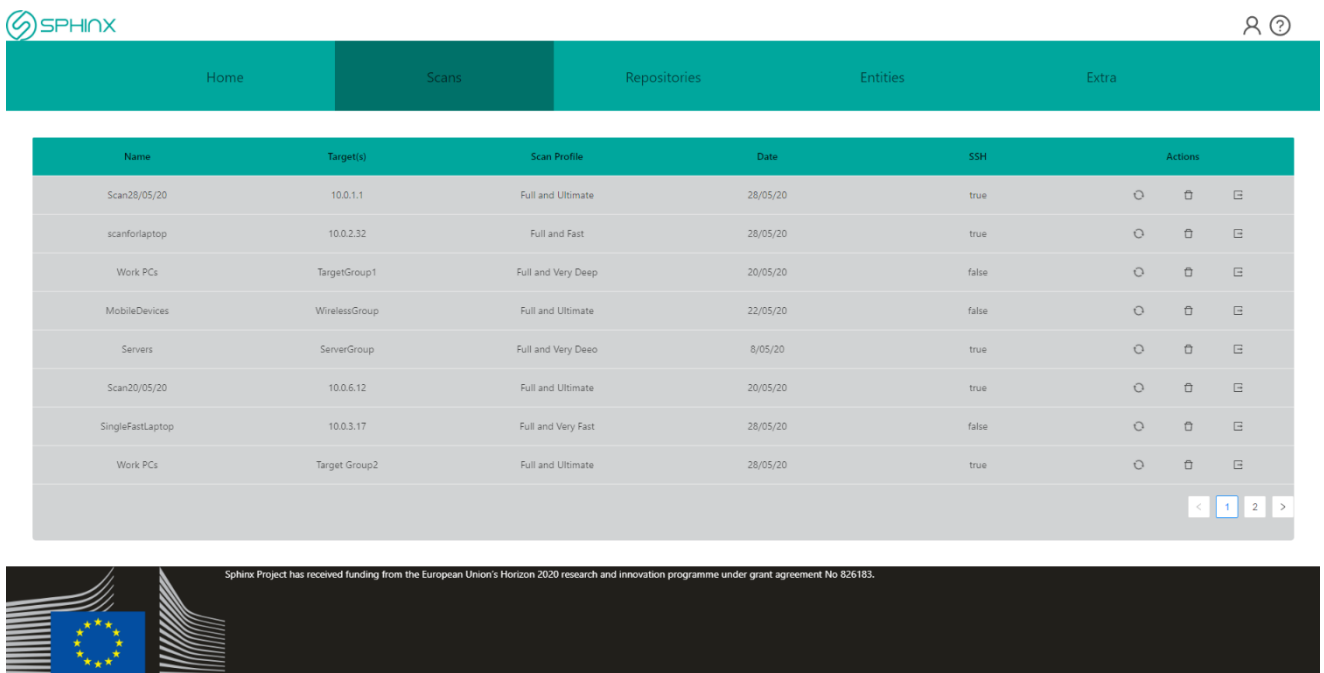 SPHINX
Home Scans Repositories Entities Extra
Name Target(s) Scan Profile Date SSH Actions
Scan28/05/20 10.0.1.1 Full and Ultimate 28/05/20 true
scanforlaptop 10.0.2.32 Full and Fast 28/05/20 true
Work PCs TargetGroup1 Full and Very Deep 20/05/20 false
MobileDevices WirelessGroup Full and Ultimate 22/05/20 false
Servers ServerGroup Full and Very Deeo 8/05/20 true
Scan20/05/20 10.0.6.12 Full and Ultimate 20/05/20 true
SingleFastLaptop 10.0.3.17 Full and Very Fast 28/05/20 false
Work PCs Target Group2 Full and Ultimate 28/05/20 true
< 1 2 >
Sphinx Project has received funding from the European Union's Horizon 2020 research and innovation programme under grant agreement No 826183.